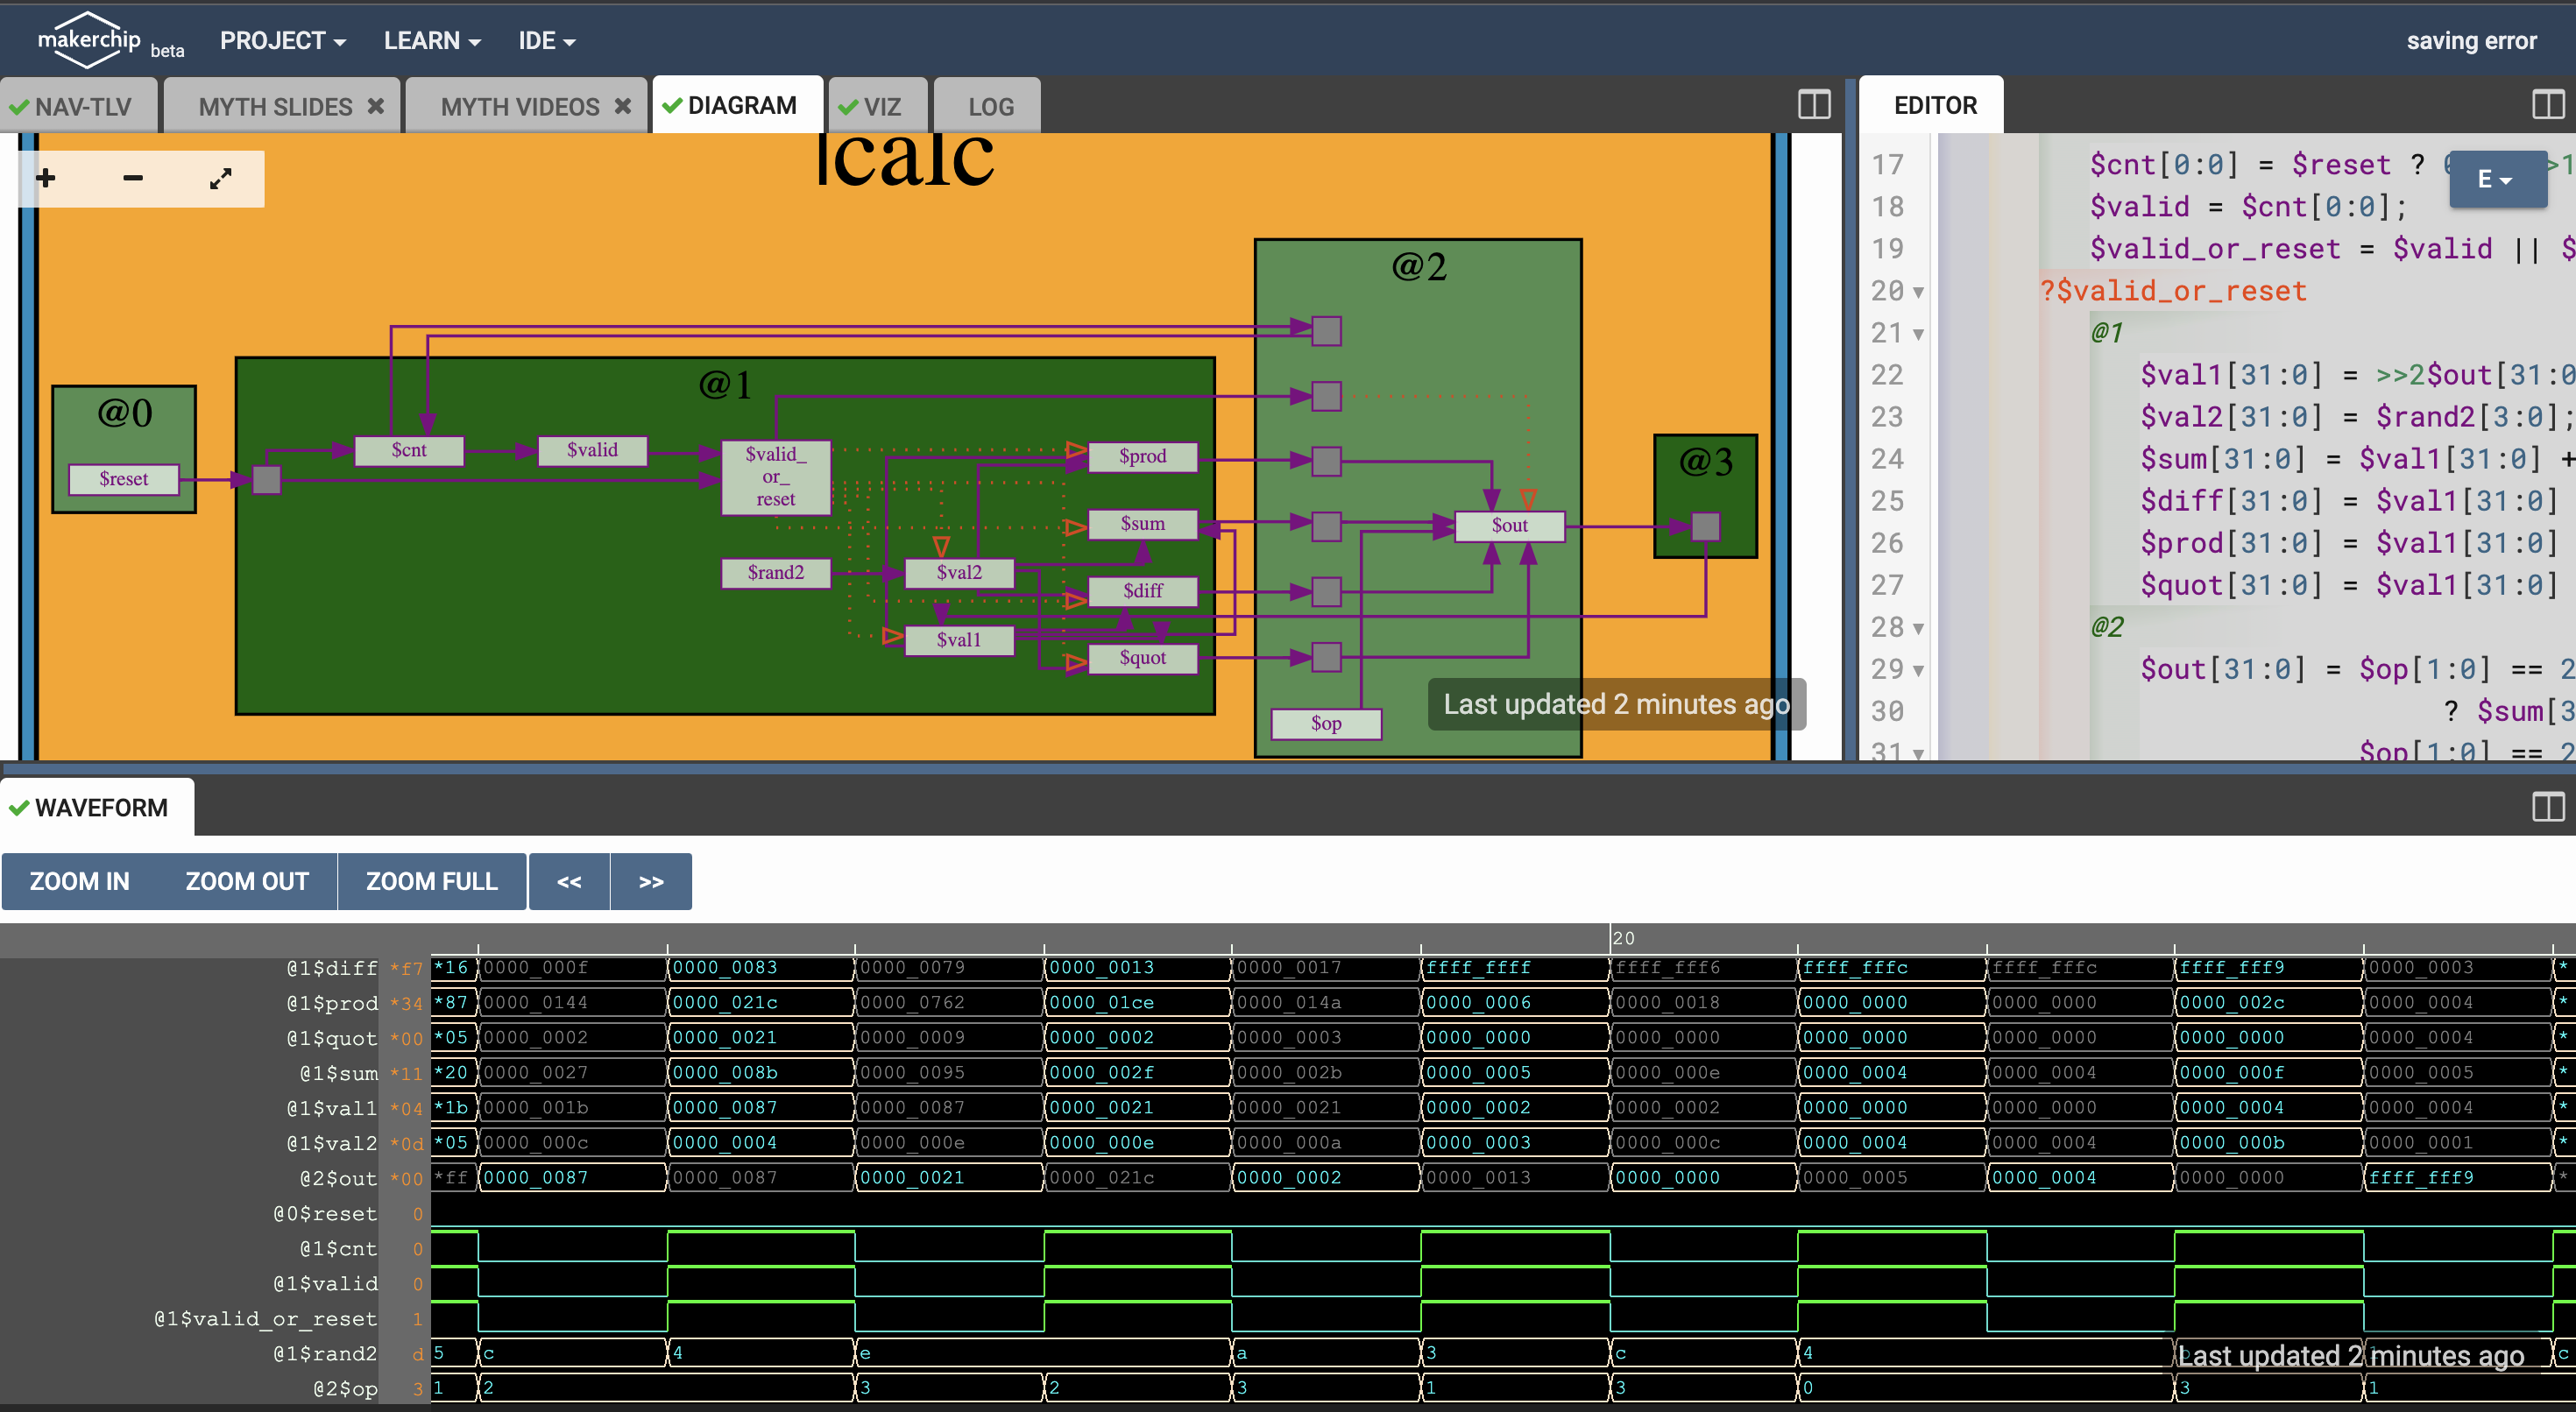 makerchip beta PROJECT LEARN IDE saving error
NAV-TLV MYTH SLIDES MYTH VIDEOS DIAGRAM VIZ LOG EDITOR
|calc
@0
$reset
@1
$cnt
$valid
$valid_
or_
reset
$rand2
$val2
$val1
$prod
$sum
$diff
$quot
@2
$out
$op
@3
Last updated 2 minutes ago
E
17 $cnt[0:0] = $reset ? >1
18 $valid = $cnt[0:0];
19 $valid_or_reset = $valid || $
20 ?$valid_or_reset
21 @1
22 $val1[31:0] = >>2$out[31:0
23 $val2[31:0] = $rand2[3:0];
24 $sum[31:0] = $val1[31:0] +
25 $diff[31:0] = $val1[31:0]
26 $prod[31:0] = $val1[31:0]
27 $quot[31:0] = $val1[31:0]
28 @2
29 $out[31:0] = $op[1:0] == 2
30 ? $sum[3
31 $op[1:0] == 2
WAVEFORM
ZOOM IN ZOOM OUT ZOOM FULL << >>
20
@1$diff *f7 *16 0000_000f 0000_0083 0000_0079 0000_0013 0000_0017 ffff_ffff ffff_fff6 ffff_fffc ffff_fffc ffff_fff9 0000_0003 *
@1$prod *34 *87 0000_0144 0000_021c 0000_0762 0000_01ce 0000_014a 0000_0006 0000_0018 0000_0000 0000_0000 0000_002c 0000_0004 *
@1$quot *00 *05 0000_0002 0000_0021 0000_0009 0000_0002 0000_0003 0000_0000 0000_0000 0000_0000 0000_0000 0000_0000 0000_0004 *
@1$sum *11 *20 0000_0027 0000_008b 0000_0095 0000_002f 0000_002b 0000_0005 0000_000e 0000_0004 0000_0004 0000_000f 0000_0005 *
@1$val1 *04 *1b 0000_001b 0000_0087 0000_0087 0000_0021 0000_0021 0000_0002 0000_0002 0000_0000 0000_0000 0000_0004 0000_0004 *
@1$val2 *0d *05 0000_000c 0000_0004 0000_000e 0000_000e 0000_000a 0000_0003 0000_000c 0000_0004 0000_0004 0000_000b 0000_0001 *
@2$out *00 *ff 0000_0087 0000_0087 0000_0021 0000_021c 0000_0002 0000_0013 0000_0000 0000_0005 0000_0004 0000_0000 ffff_fff9 *
@0$reset 0
@1$cnt 0
@1$valid 0
@1$valid_or_reset 1
@1$rand2 d 5 c 4 e a 3 c 4 c
Last updated 2 minutes ago
@2$op 3 1 2 3 2 3 1 3 0 3 1